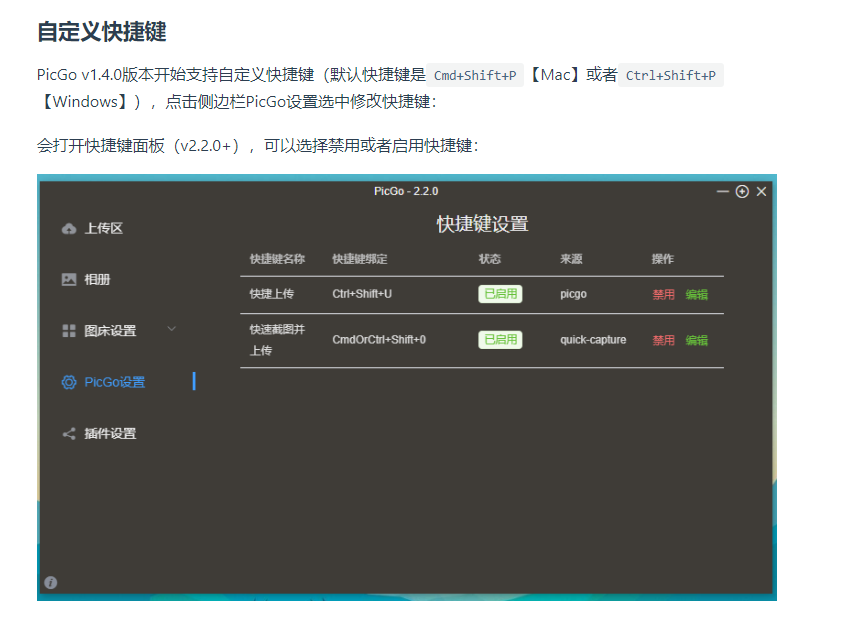 自定义快捷键
PicGo v1.4.0版本开始支持自定义快捷键（默认快捷键是 Cmd+Shift+P 【Mac】或者 Ctrl+Shift+P
【Windows】），点击侧边栏PicGo设置选中修改快捷键：
会打开快捷键面板（v2.2.0+），可以选择禁用或者启用快捷键：
PicGo - 2.2.0
快捷键设置
上传区
相册
图床设置
PicGo设置
插件设置
快捷键名称 快捷键绑定 状态 来源 操作
快捷上传 Ctrl+Shift+U 已启用 picgo 禁用 编辑
快速截图并
上传 CmdOrCtrl+Shift+0 已启用 quick-capture 禁用 编辑